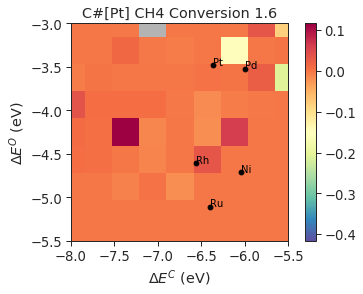 C#[Pt] CH4 Conversion 1.6
−3.0
−3.5
−4.0
−4.5
−5.0
−5.5
ΔE^O (eV)
Pt
Pd
Rh
Ni
Ru
−8.0 −7.5 −7.0 −6.5 −6.0 −5.5
ΔE^C (eV)
0.1
0.0
−0.1
−0.2
−0.3
−0.4